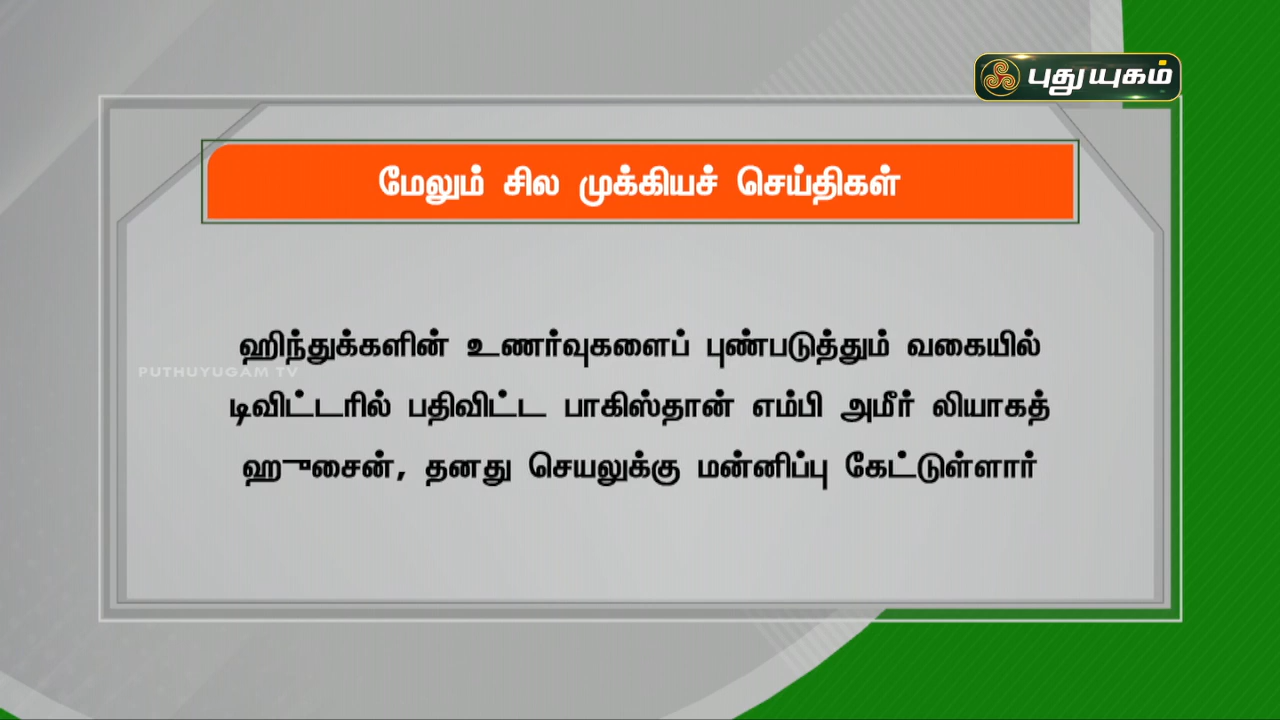 புதுயுகம்
மேலும் சில முக்கியச் செய்திகள்
ஹிந்துக்களின் உணர்வுகளைப் புண்படுத்தும் வகையில்
PUTHUYUGAM TV
டிவிட்டரில் பதிவிட்ட பாகிஸ்தான் எம்பி அமீர் லியாகத்
ஹுசைன், தனது செயலுக்கு மன்னிப்பு கேட்டுள்ளார்